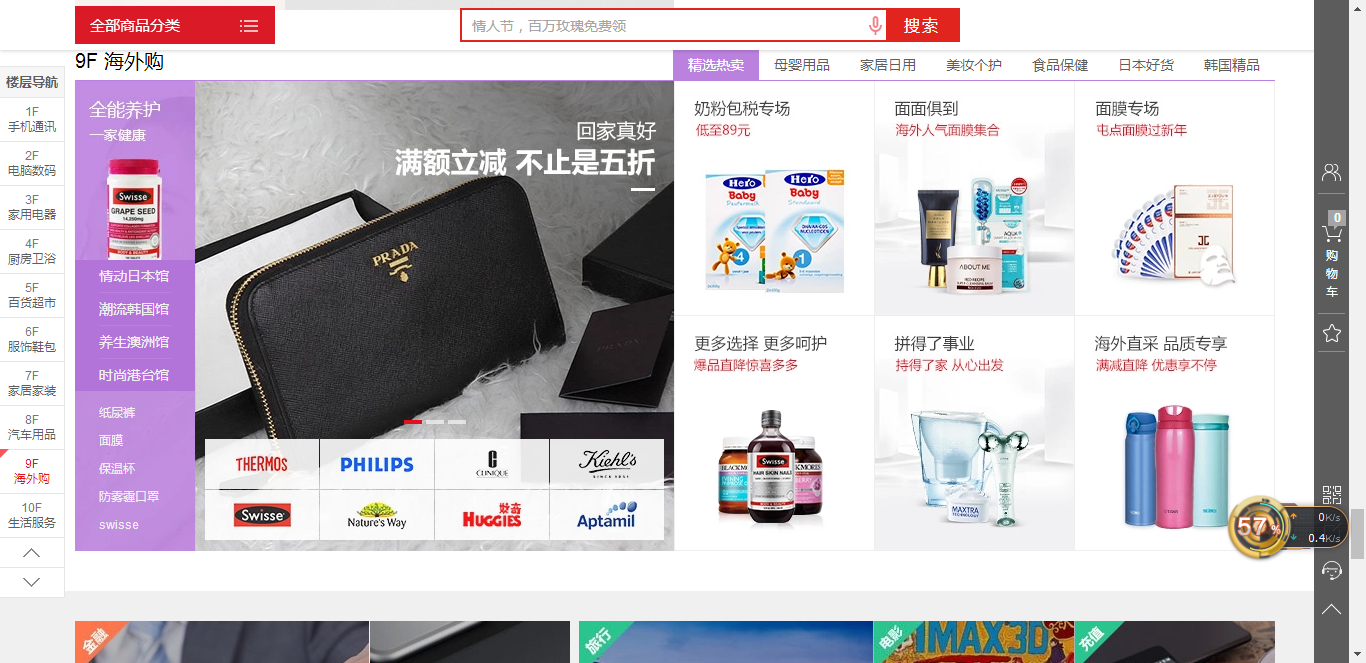 全部商品分类
情人节，百万玫瑰免费领
搜索
9F 海外购
精选热卖
母婴用品
家居日用
美妆个护
食品保健
日本好货
韩国精品
楼层导航
1F
手机通讯
2F
电脑数码
3F
家用电器
4F
厨房卫浴
5F
百货超市
6F
服饰鞋包
7F
家居家装
8F
汽车用品
9F
海外购
10F
生活服务
全能养护
一家健康
Swisse
GRAPE SEED
14,250mg
情动日本馆
潮流韩国馆
养生澳洲馆
时尚港台馆
纸尿裤
面膜
保温杯
防雾霾口罩
swisse
回家真好
满额立减 不止是五折
PRADA
THERMOS
PHILIPS
CLINIQUE
Kiehl's
SINCE 1851
Swisse
Nature's Way
好奇
HUGGIES
Aptamil
奶粉包税专场
低至89元
Hero
Baby
4
Hero
Baby
Standaard
1
面面俱到
海外人气面膜集合
AQUA
ABOUT ME
面膜专场
屯点面膜过新年
更多选择 更多呵护
爆品直降惊喜多多
Swisse
HAIR SKIN NAILS
拼得了事业
持得了家 从心出发
MAXTRA
海外直采 品质专享
满减直降 优惠享不停
0
购物车
57%
0K/s
0.4K/s
金融
旅行
电影
IMAX3D
充值